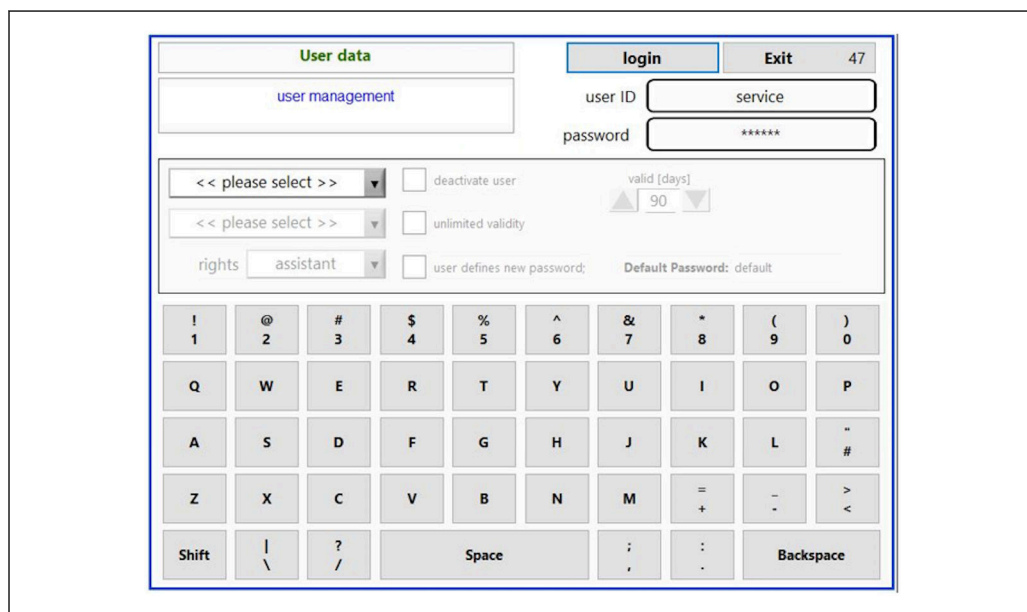 User data
login
Exit 47
user management
user ID service
password ******
<< please select >>
deactivate user
valid [days]
90
<< please select >>
unlimited validity
rights assistant
user defines new password;
Default Password: default
! @ # $ % ^ & * ( )
1 2 3 4 5 6 7 8 9 0
Q W E R T Y U I O P
A S D F G H J K L " #
Z X C V B N M = + _ - > <
Shift | \ ? / Space ; , : . Backspace